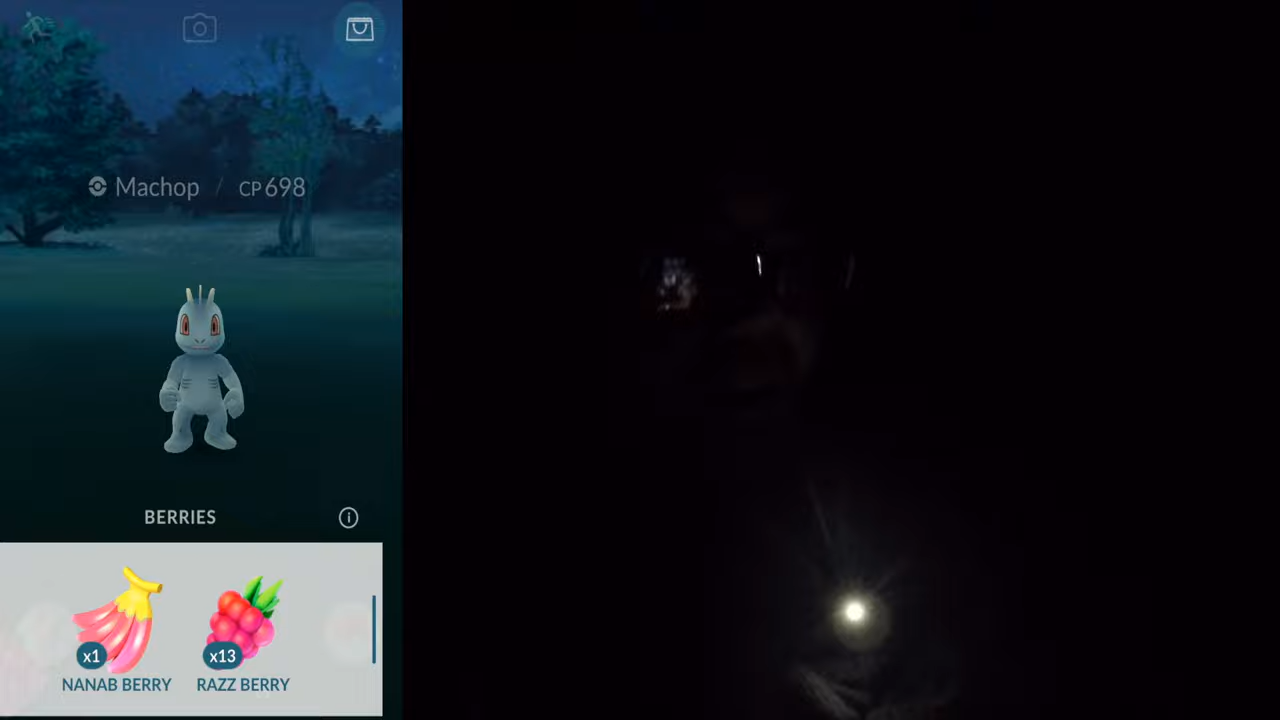 Machop / CP698
BERRIES
x1
x13
NANAB BERRY
RAZZ BERRY